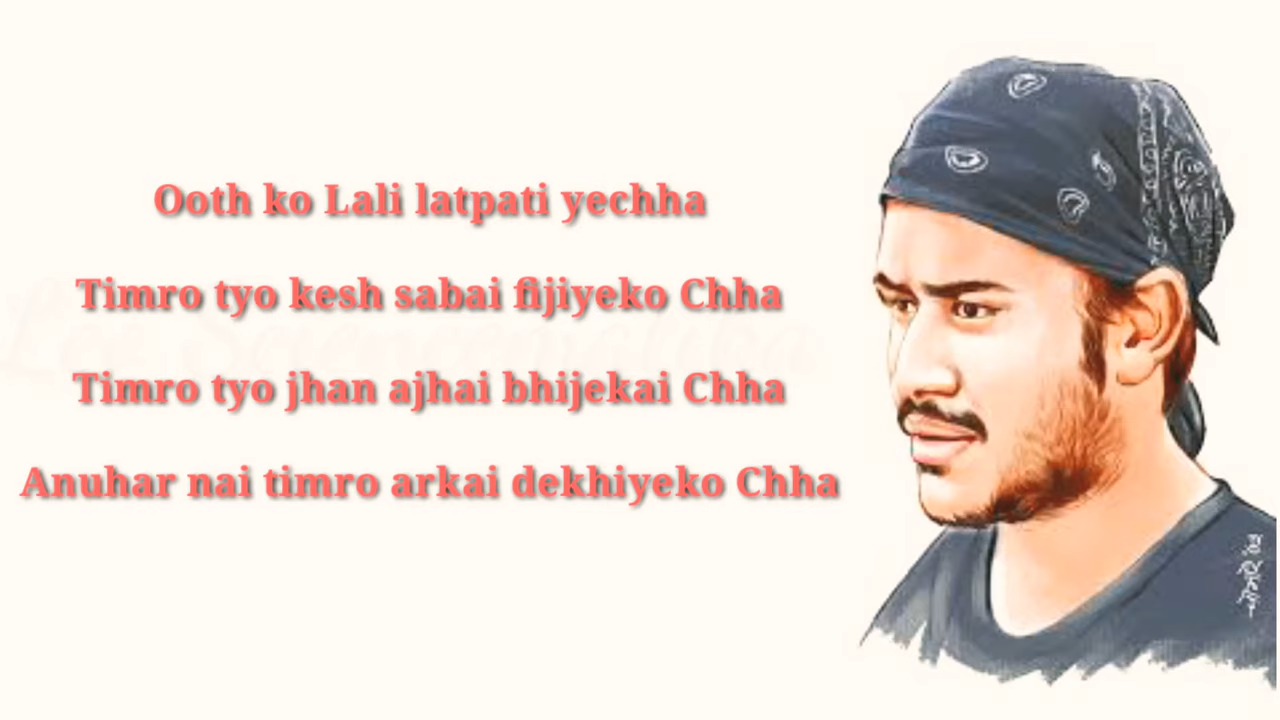 Ooth ko Lali latpati yechha
Timro tyo kesh sabai fijiyeko Chha
Timro tyo jhan ajhai bhijekai Chha
Anuhar nai timro arkai dekhiyeko Chha